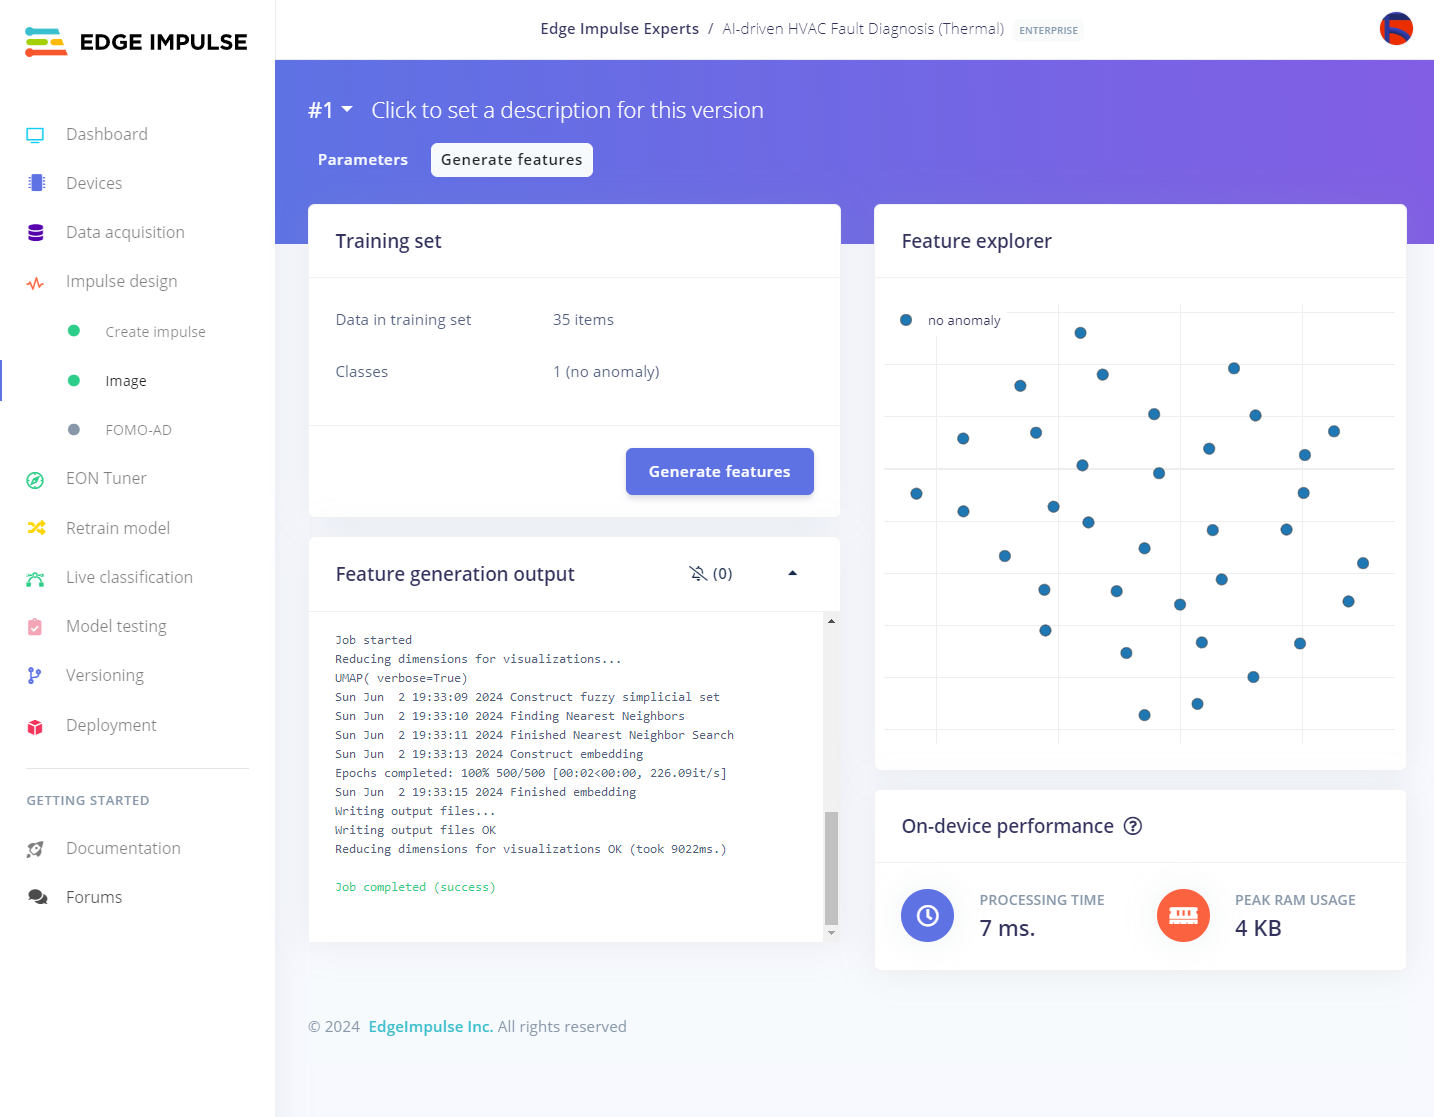 EDGE IMPULSE
Edge Impulse Experts / AI-driven HVAC Fault Diagnosis (Thermal) ENTERPRISE
Dashboard
Devices
Data acquisition
Impulse design
Create impulse
Image
FOMO-AD
EON Tuner
Retrain model
Live classification
Model testing
Versioning
Deployment
GETTING STARTED
Documentation
Forums
#1 Click to set a description for this version
Parameters Generate features
Training set
Data in training set 35 items
Classes 1 (no anomaly)
Generate features
Feature generation output (0)
Job started
Reducing dimensions for visualizations...
UMAP( verbose=True)
Sun Jun  2 19:33:09 2024 Construct fuzzy simplicial set
Sun Jun  2 19:33:10 2024 Finding Nearest Neighbors
Sun Jun  2 19:33:11 2024 Finished Nearest Neighbor Search
Sun Jun  2 19:33:13 2024 Construct embedding
Epochs completed: 100% 500/500 [00:02<00:00, 226.09it/s]
Sun Jun  2 19:33:15 2024 Finished embedding
Writing output files...
Writing output files OK
Reducing dimensions for visualizations OK (took 9022ms.)
Job completed (success)
Feature explorer
no anomaly
On-device performance ?
PROCESSING TIME
7 ms.
PEAK RAM USAGE
4 KB
© 2024 EdgeImpulse Inc. All rights reserved